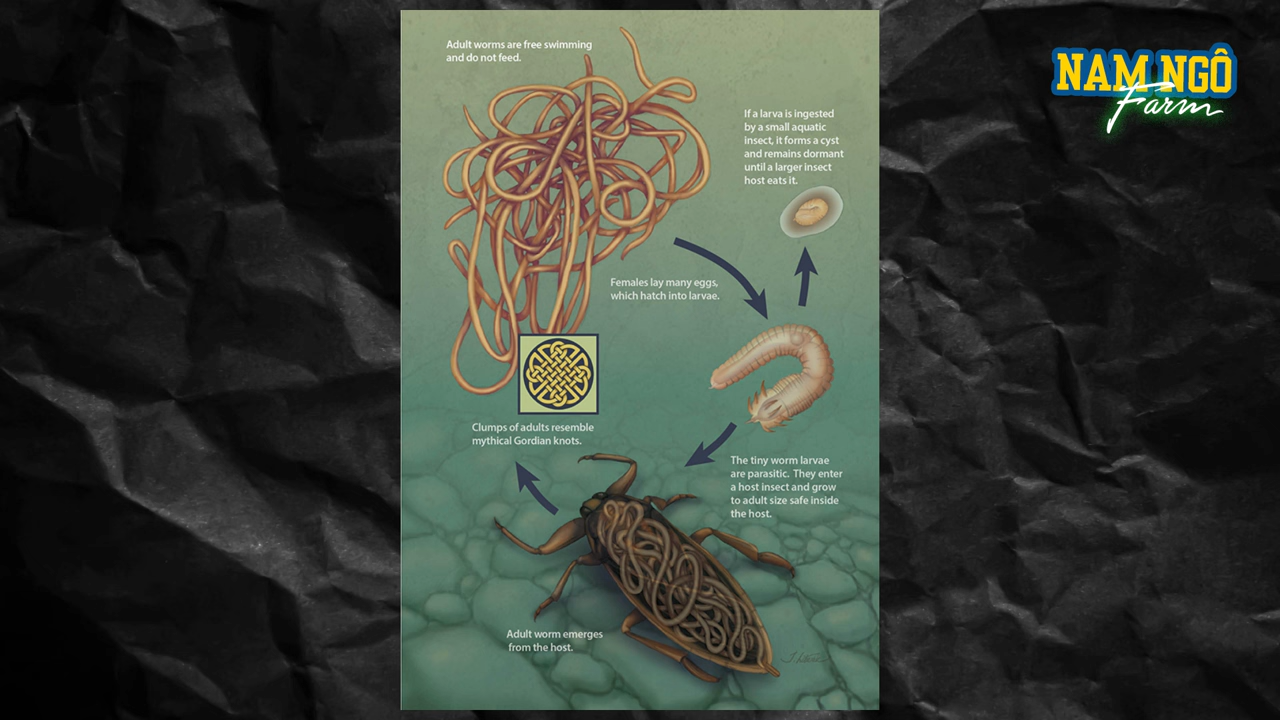 Adult worms are free swimming
and do not feed.
NAM NGÔ
Farm
If a larva is ingested
by a small aquatic
insect, it forms a cyst
and remains dormant
until a larger insect
host eats it.
Females lay many eggs,
which hatch into larvae.
Clumps of adults resemble
mythical Gordian knots.
The tiny worm larvae
are parasitic. They enter
a host insect and grow
to adult size safe inside
the host.
Adult worm emerges
from the host.